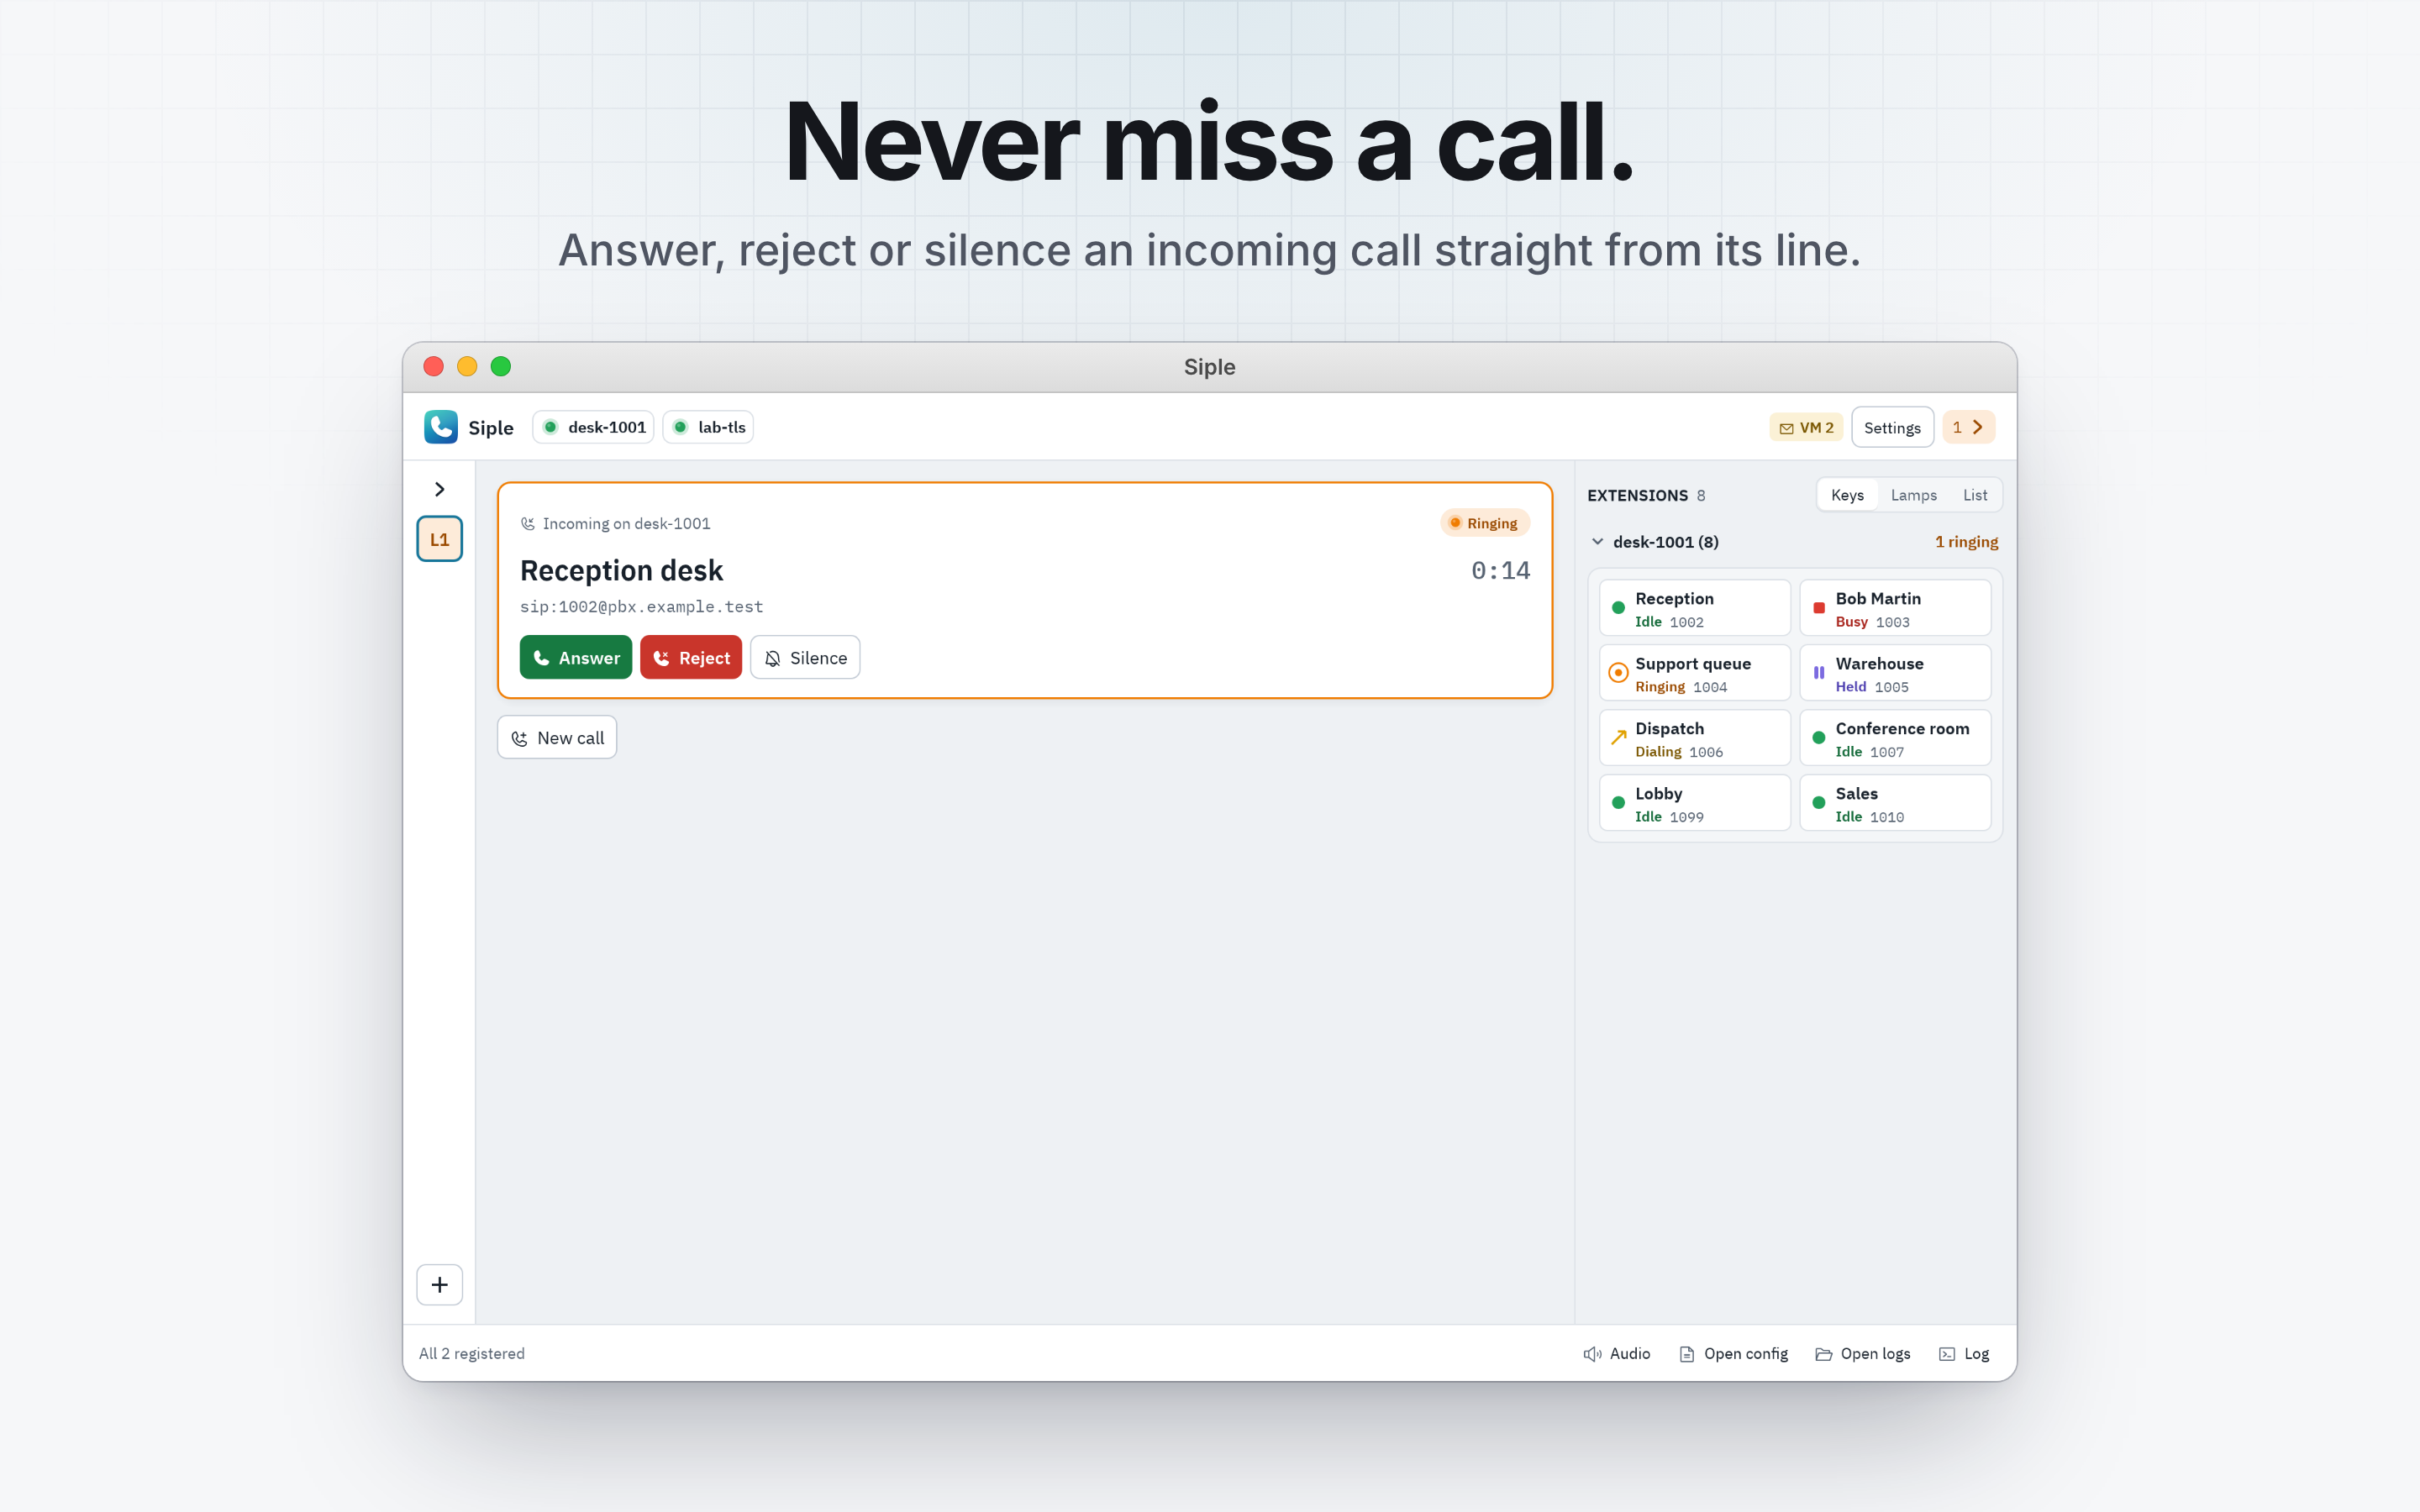 Never miss a call.
Answer, reject or silence an incoming call straight from its line.
Siple
Siple
desk-1001
lab-tls
VM 2
Settings
1
L1
Incoming on desk-1001
Ringing
Reception desk
0:14
sip:1002@pbx.example.test
Answer
Reject
Silence
New call
EXTENSIONS 8
Keys
Lamps
List
desk-1001 (8)
1 ringing
Reception
Idle 1002
Bob Martin
Busy 1003
Support queue
Ringing 1004
Warehouse
Held 1005
Dispatch
Dialing 1006
Conference room
Idle 1007
Lobby
Idle 1099
Sales
Idle 1010
All 2 registered
Audio
Open config
Open logs
Log